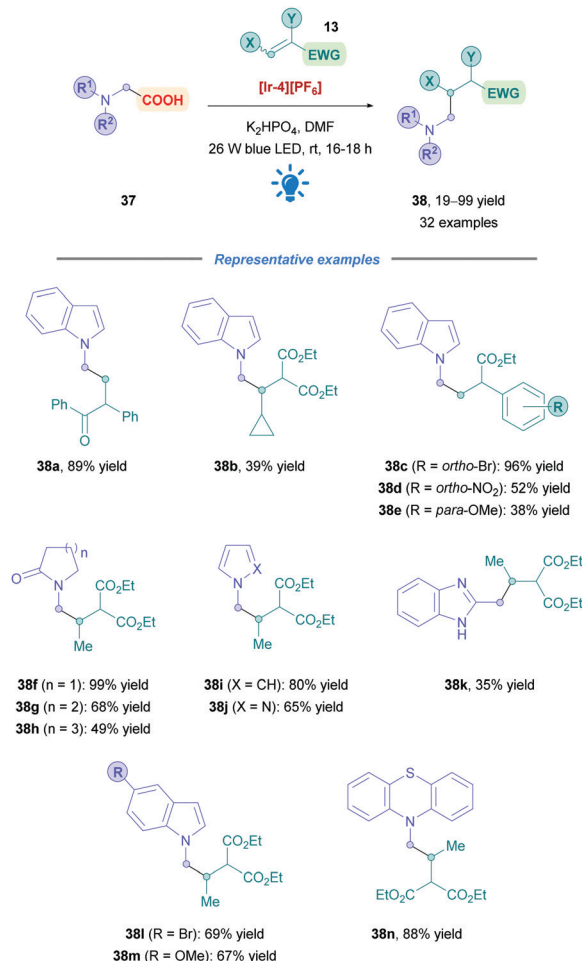 13
Y
X
EWG
R¹
N
COOH
R²
[Ir-4][PF₆]
K₂HPO₄, DMF
26 W blue LED, rt, 16-18 h
Y
X
EWG
R¹
N
R²
37
38, 19–99 yield
32 examples
Representative examples
N
Ph
Ph
O
38a, 89% yield
N
CO₂Et
CO₂Et
38b, 39% yield
N
CO₂Et
R
38c (R = ortho-Br): 96% yield
38d (R = ortho-NO₂): 52% yield
38e (R = para-OMe): 38% yield
( )n
O
N
CO₂Et
CO₂Et
Me
38f (n = 1): 99% yield
38g (n = 2): 68% yield
38h (n = 3): 49% yield
X
N
CO₂Et
CO₂Et
Me
38i (X = CH): 80% yield
38j (X = N): 65% yield
N
Me
CO₂Et
CO₂Et
N
H
38k, 35% yield
R
N
CO₂Et
CO₂Et
Me
38l (R = Br): 69% yield
38m (R = OMe): 67% yield
S
N
Me
EtO₂C
CO₂Et
38n, 88% yield